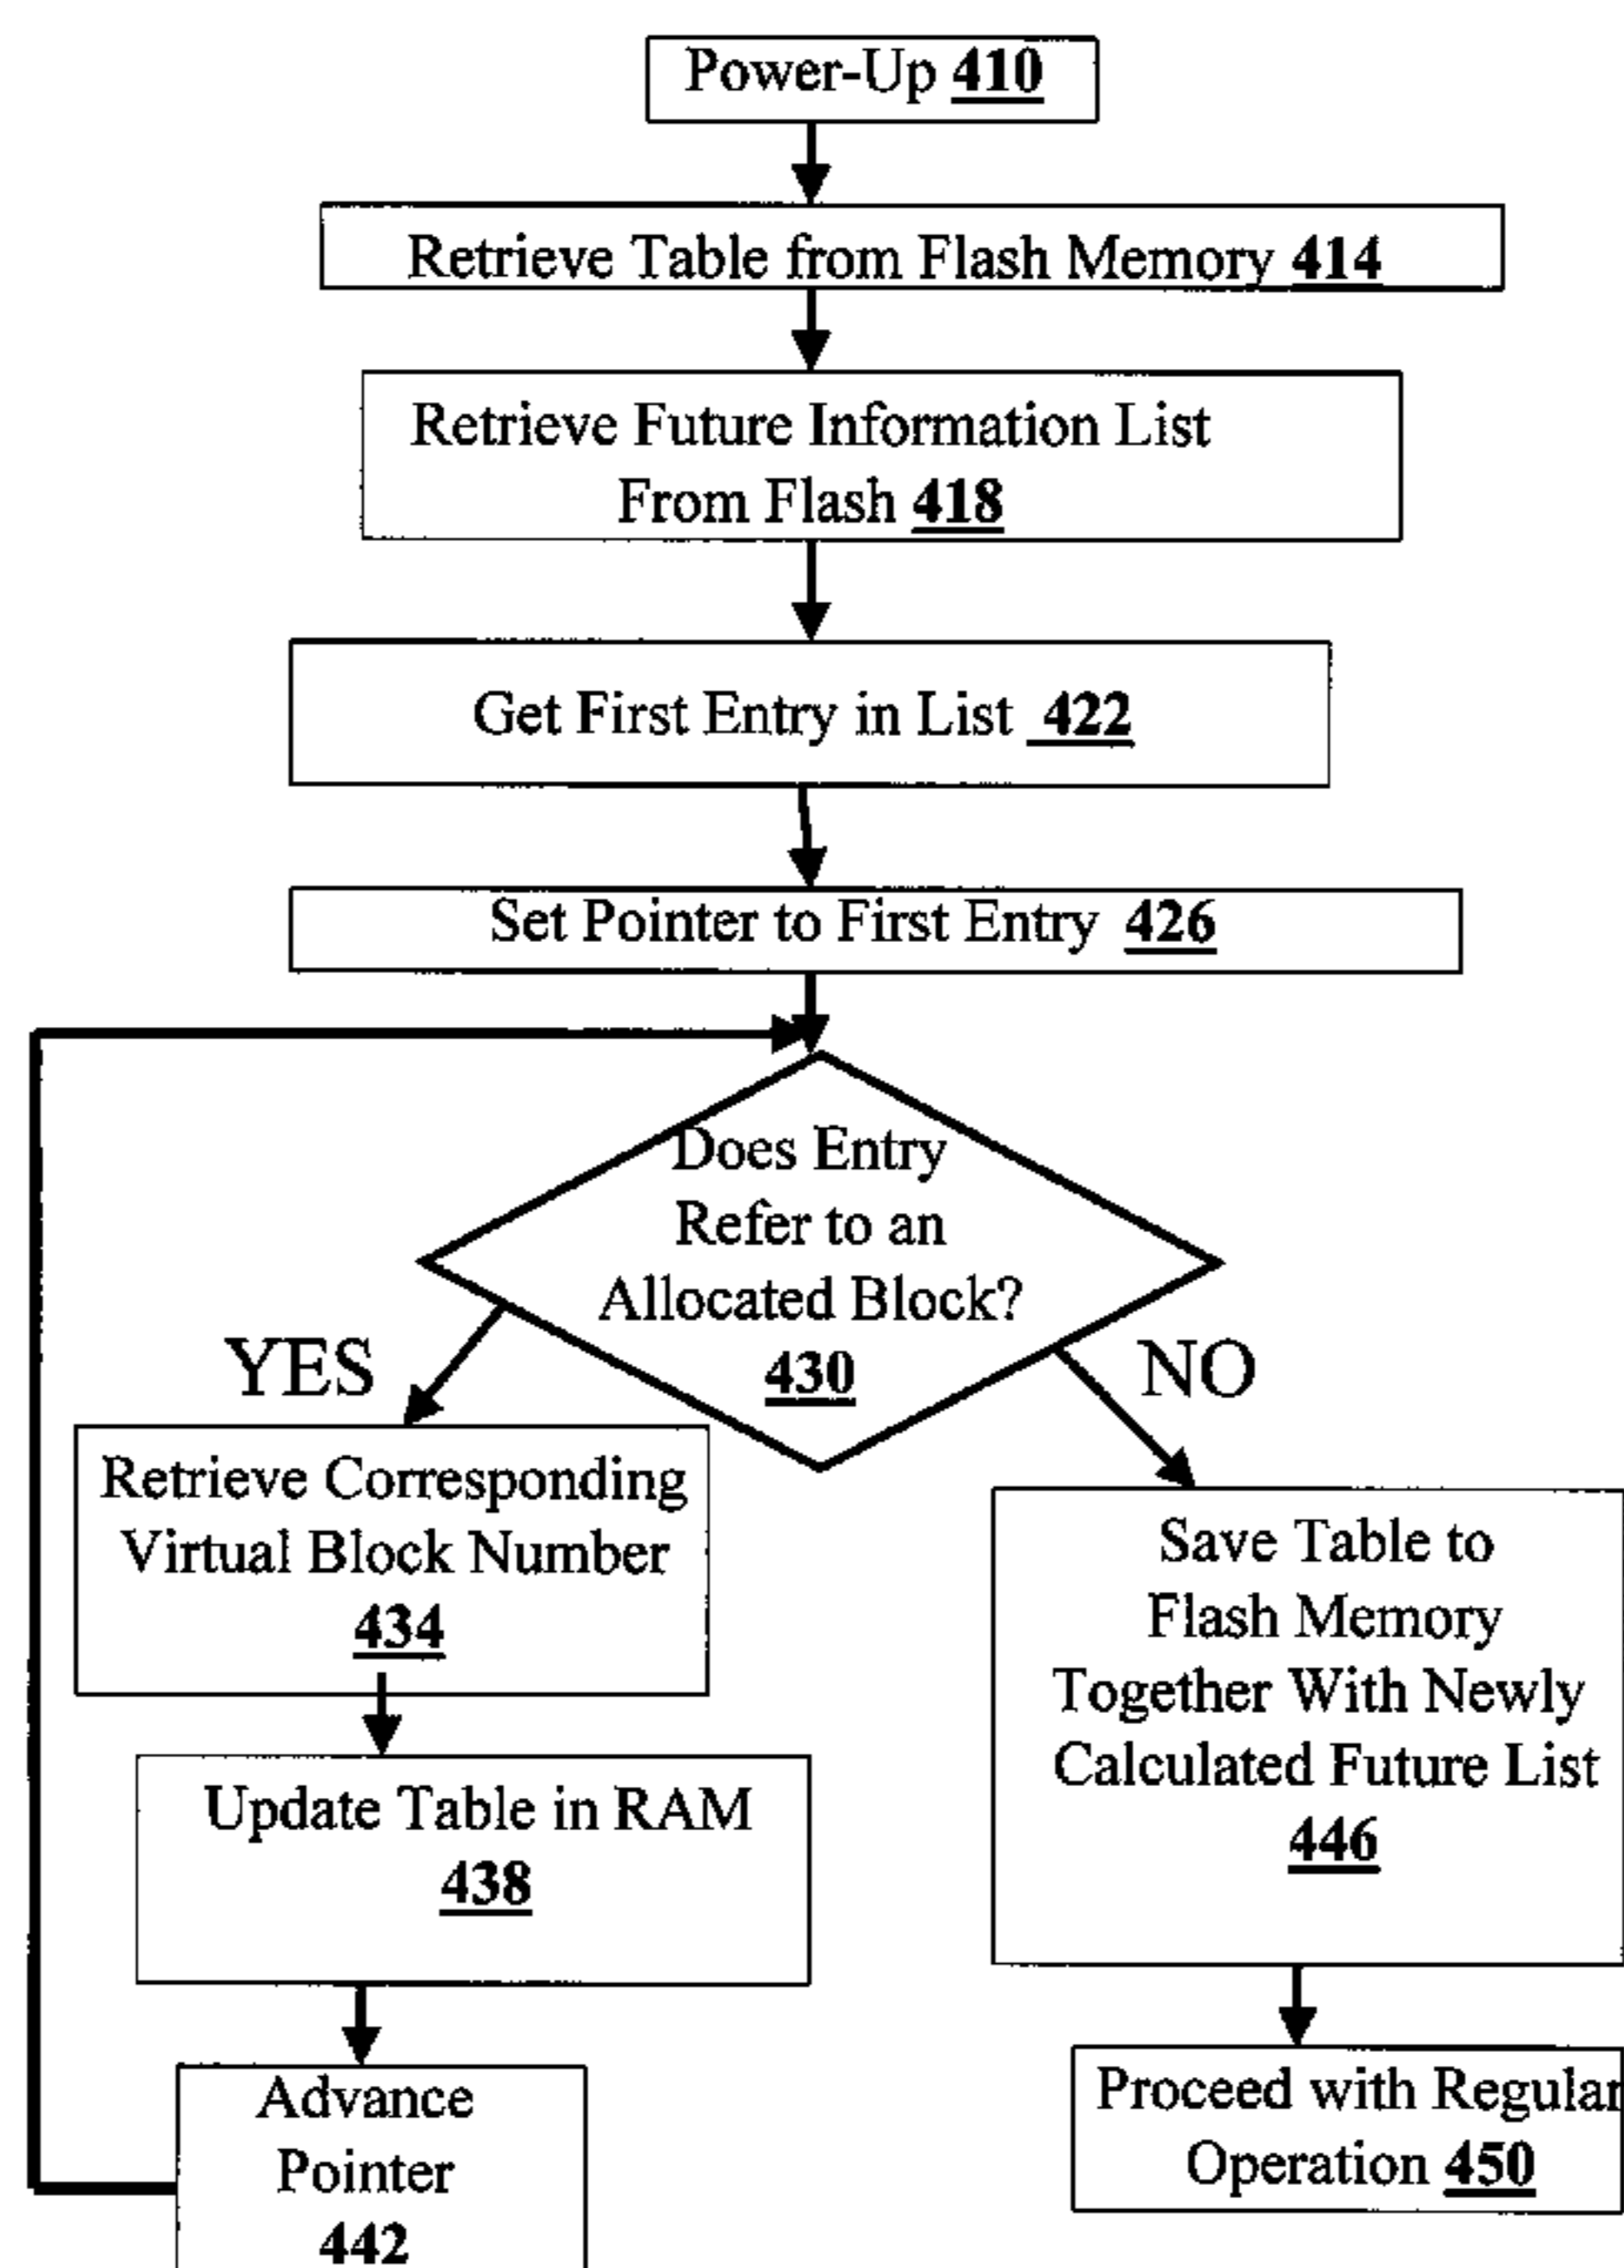 Power-Up 410
Retrieve Table from Flash Memory 414
Retrieve Future Information List
From Flash 418
Get First Entry in List 422
Set Pointer to First Entry 426
Does Entry
Refer to an
Allocated Block?
430
YES
NO
Retrieve Corresponding
Virtual Block Number
434
Update Table in RAM
438
Advance
Pointer
442
Save Table to
Flash Memory
Together With Newly
Calculated Future List
446
Proceed with Regular
Operation 450